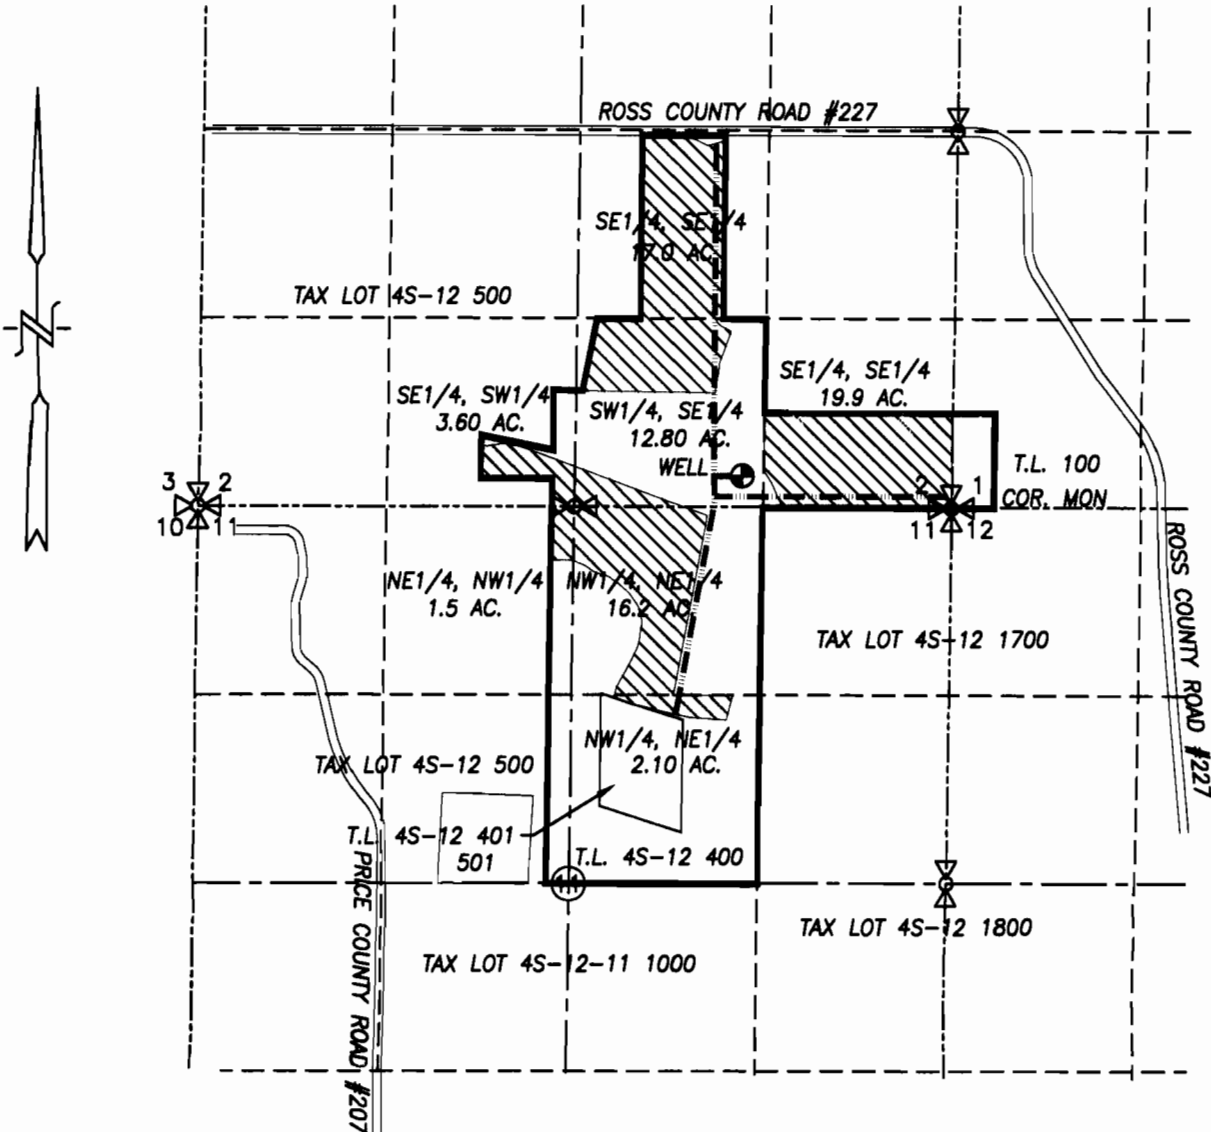 ROSS COUNTY ROAD #227
SE1/4, SE1/4
17.0 AC.
TAX LOT 4S-12 500
SE1/4, SE1/4
19.9 AC.
SE1/4, SW1/4
3.60 AC.
SW1/4, SE1/4
12.80 AC.
WELL
T.L. 100
COR. MON
3 2
10 11
2 1
11 12
N
NE1/4, NW1/4
1.5 AC.
NW1/4, NE1/4
16.2 AC
TAX LOT 4S-12 1700
ROSS COUNTY ROAD #227
NW1/4, NE1/4
2.10 AC.
TAX LOT 4S-12 500
T.L. 4S-12 401
501
T.L. 4S-12 400
11
PRICE COUNTY ROAD #207
TAX LOT 4S-12 1800
TAX LOT 4S-12-11 1000